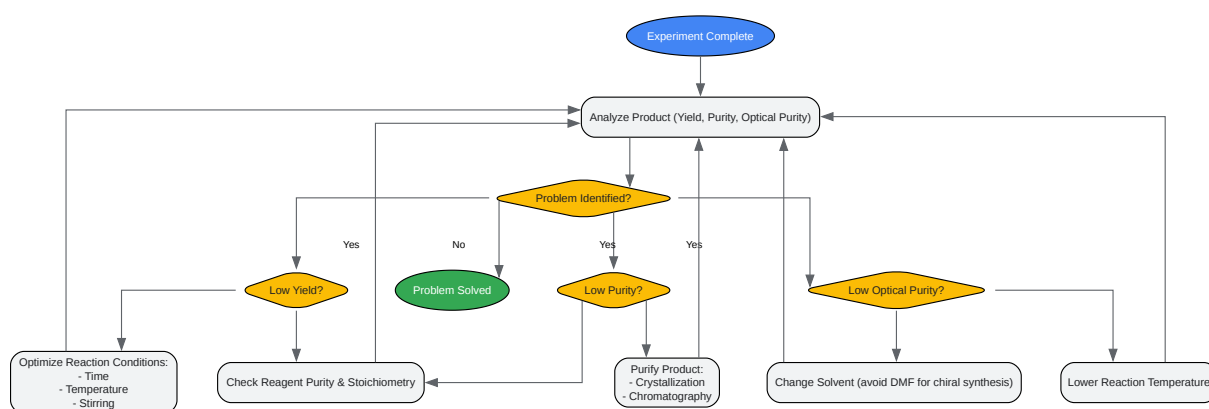 Experiment Complete
Analyze Product (Yield, Purity, Optical Purity)
Problem Identified?
Yes
No
Yes
Yes
Low Yield?
Problem Solved
Low Purity?
Low Optical Purity?
Optimize Reaction Conditions:
- Time
- Temperature
- Stirring
Check Reagent Purity & Stoichiometry
Purify Product:
- Crystallization
- Chromatography
Change Solvent (avoid DMF for chiral synthesis)
Lower Reaction Temperature